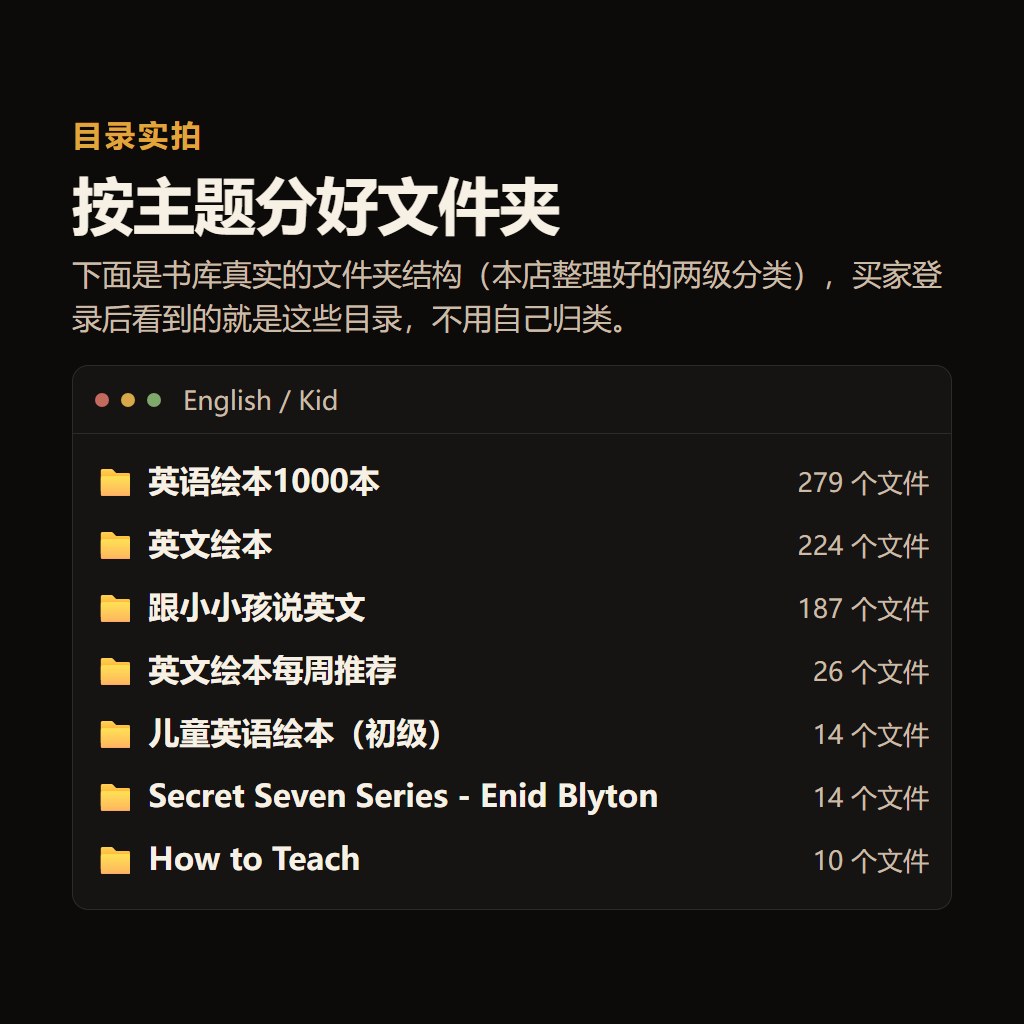 目录实拍
按主题分好文件夹
下面是书库真实的文件夹结构（本店整理好的两级分类），买家登
录后看到的就是这些目录，不用自己归类。
English / Kid
英语绘本1000本 279 个文件
英文绘本 224 个文件
跟小小孩说英文 187 个文件
英文绘本每周推荐 26 个文件
儿童英语绘本（初级） 14 个文件
Secret Seven Series - Enid Blyton 14 个文件
How to Teach 10 个文件